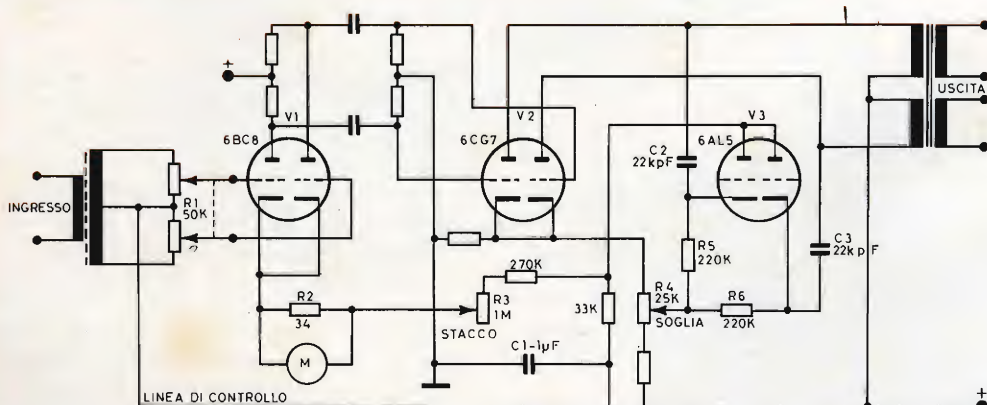 +
V1
6BC8
INGRESSO
R1
50K
R2
34
M
LINEA DI CONTROLLO
R3
1M
STACCO
270K
C1-1µF
V2
6CG7
33K
R4
25K
SOGLIA
C2
22kpF
V3
6AL5
R5
220K
R6
220K
C3
22kpF
USCITA
+